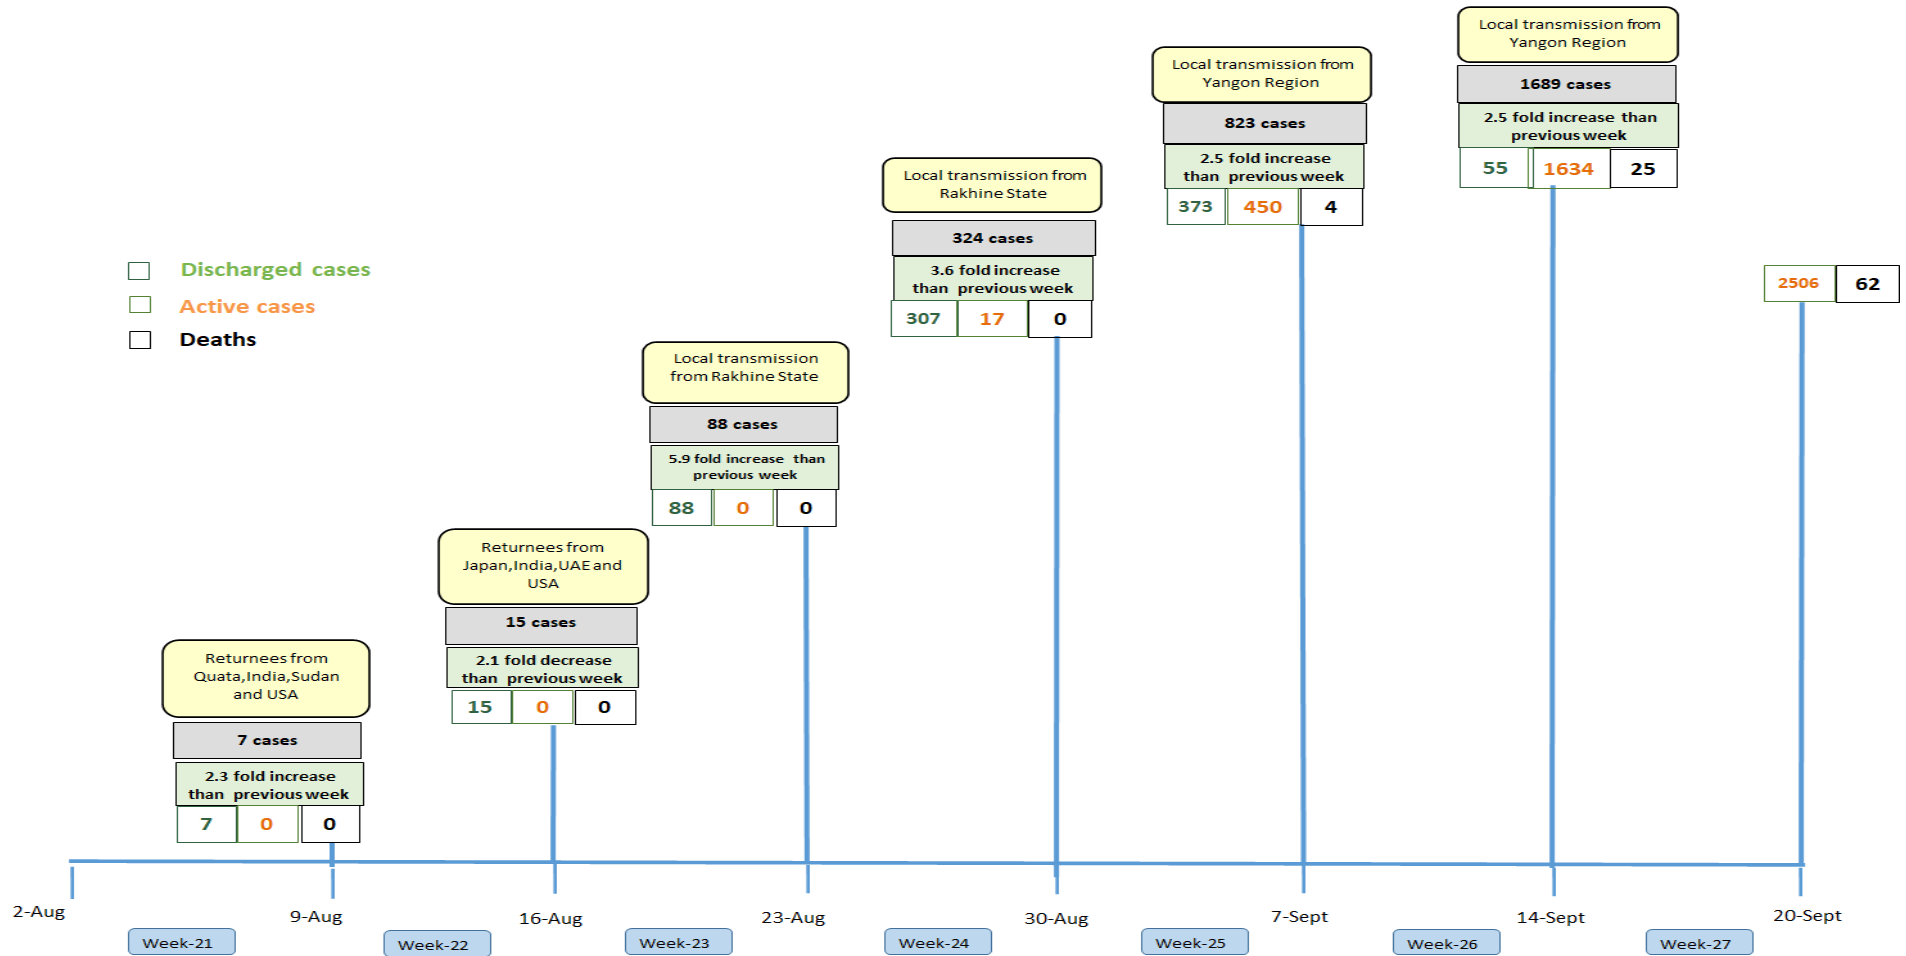 Local transmission from
Yangon Region
1689 cases
2.5 fold increase than
previous week
55 1634 25
Local transmission from
Yangon Region
823 cases
2.5 fold increase
than previous week
373 450 4
Local transmission from
Rakhine State
324 cases
3.6 fold increase
than previous week
307 17 0
2506 62
Discharged cases
Active cases
Deaths
Local transmission
from Rakhine State
88 cases
5.9 fold increase than
previous week
88 0 0
Returnees from
Japan,India,UAE and
USA
15 cases
2.1 fold decrease
than previous week
15 0 0
Returnees from
Quata,India,Sudan
and USA
7 cases
2.3 fold increase
than previous week
7 0 0
2-Aug 9-Aug 16-Aug 23-Aug 30-Aug 7-Sept 14-Sept 20-Sept
Week-21 Week-22 Week-23 Week-24 Week-25 Week-26 Week-27